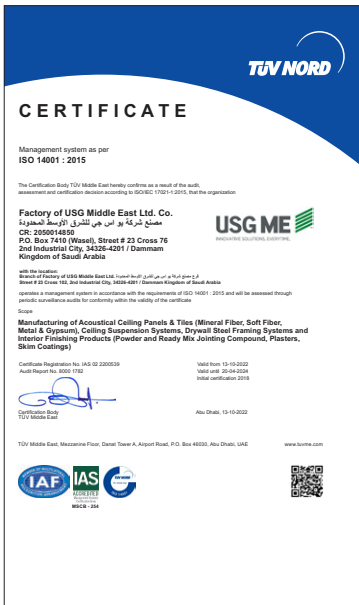 TÜV NORD
CERTIFICATE
Management system as per
ISO 14001 : 2015
The Certification Body TÜV Middle East hereby confirms as a result of the audit,
assessment and certification decision according to ISO/IEC 17021-1:2015, that the organization
Factory of USG Middle East Ltd. Co.
مصنع شركة يو اس جي للشرق الأوسط المحدودة
CR: 2050014850
P.O. Box 7410 (Wasel), Street # 23 Cross 76
2nd Industrial City, 34326-4201 / Dammam
Kingdom of Saudi Arabia
USG ME
INNOVATIVE SOLUTIONS, EVERYTIME.
with the location:
Branch of Factory of USG Middle East Ltd. فرع مصنع شركة يو اس جي للشرق الأوسط المحدودة
Street # 23 Cross 102, 2nd Industrial City, 34326-4201 / Dammam Kingdom of Saudi Arabia
operates a management system in accordance with the requirements of ISO 14001 : 2015 and will be assessed through
periodic surveillance audits for conformity within the validity of the certificate
Scope
Manufacturing of Acoustical Ceiling Panels & Tiles (Mineral Fiber, Soft Fiber,
Metal & Gypsum), Ceiling Suspension Systems, Drywall Steel Framing Systems and
Interior Finishing Products (Powder and Ready Mix Jointing Compound, Plasters,
Skim Coatings)
Certificate Registration No. IAS 02 2200539
Audit Report No. 8000 1782
Valid from 13-10-2022
Valid until 20-04-2024
Initial certification 2018
Certification Body
TÜV Middle East
Abu Dhabi, 13-10-2022
TÜV Middle East, Mezzanine Floor, Danat Tower A, Airport Road, P.O. Box 46030, Abu Dhabi, UAE www.tuvme.com
IAF
IAS
ACCREDITED
MSCB - 254